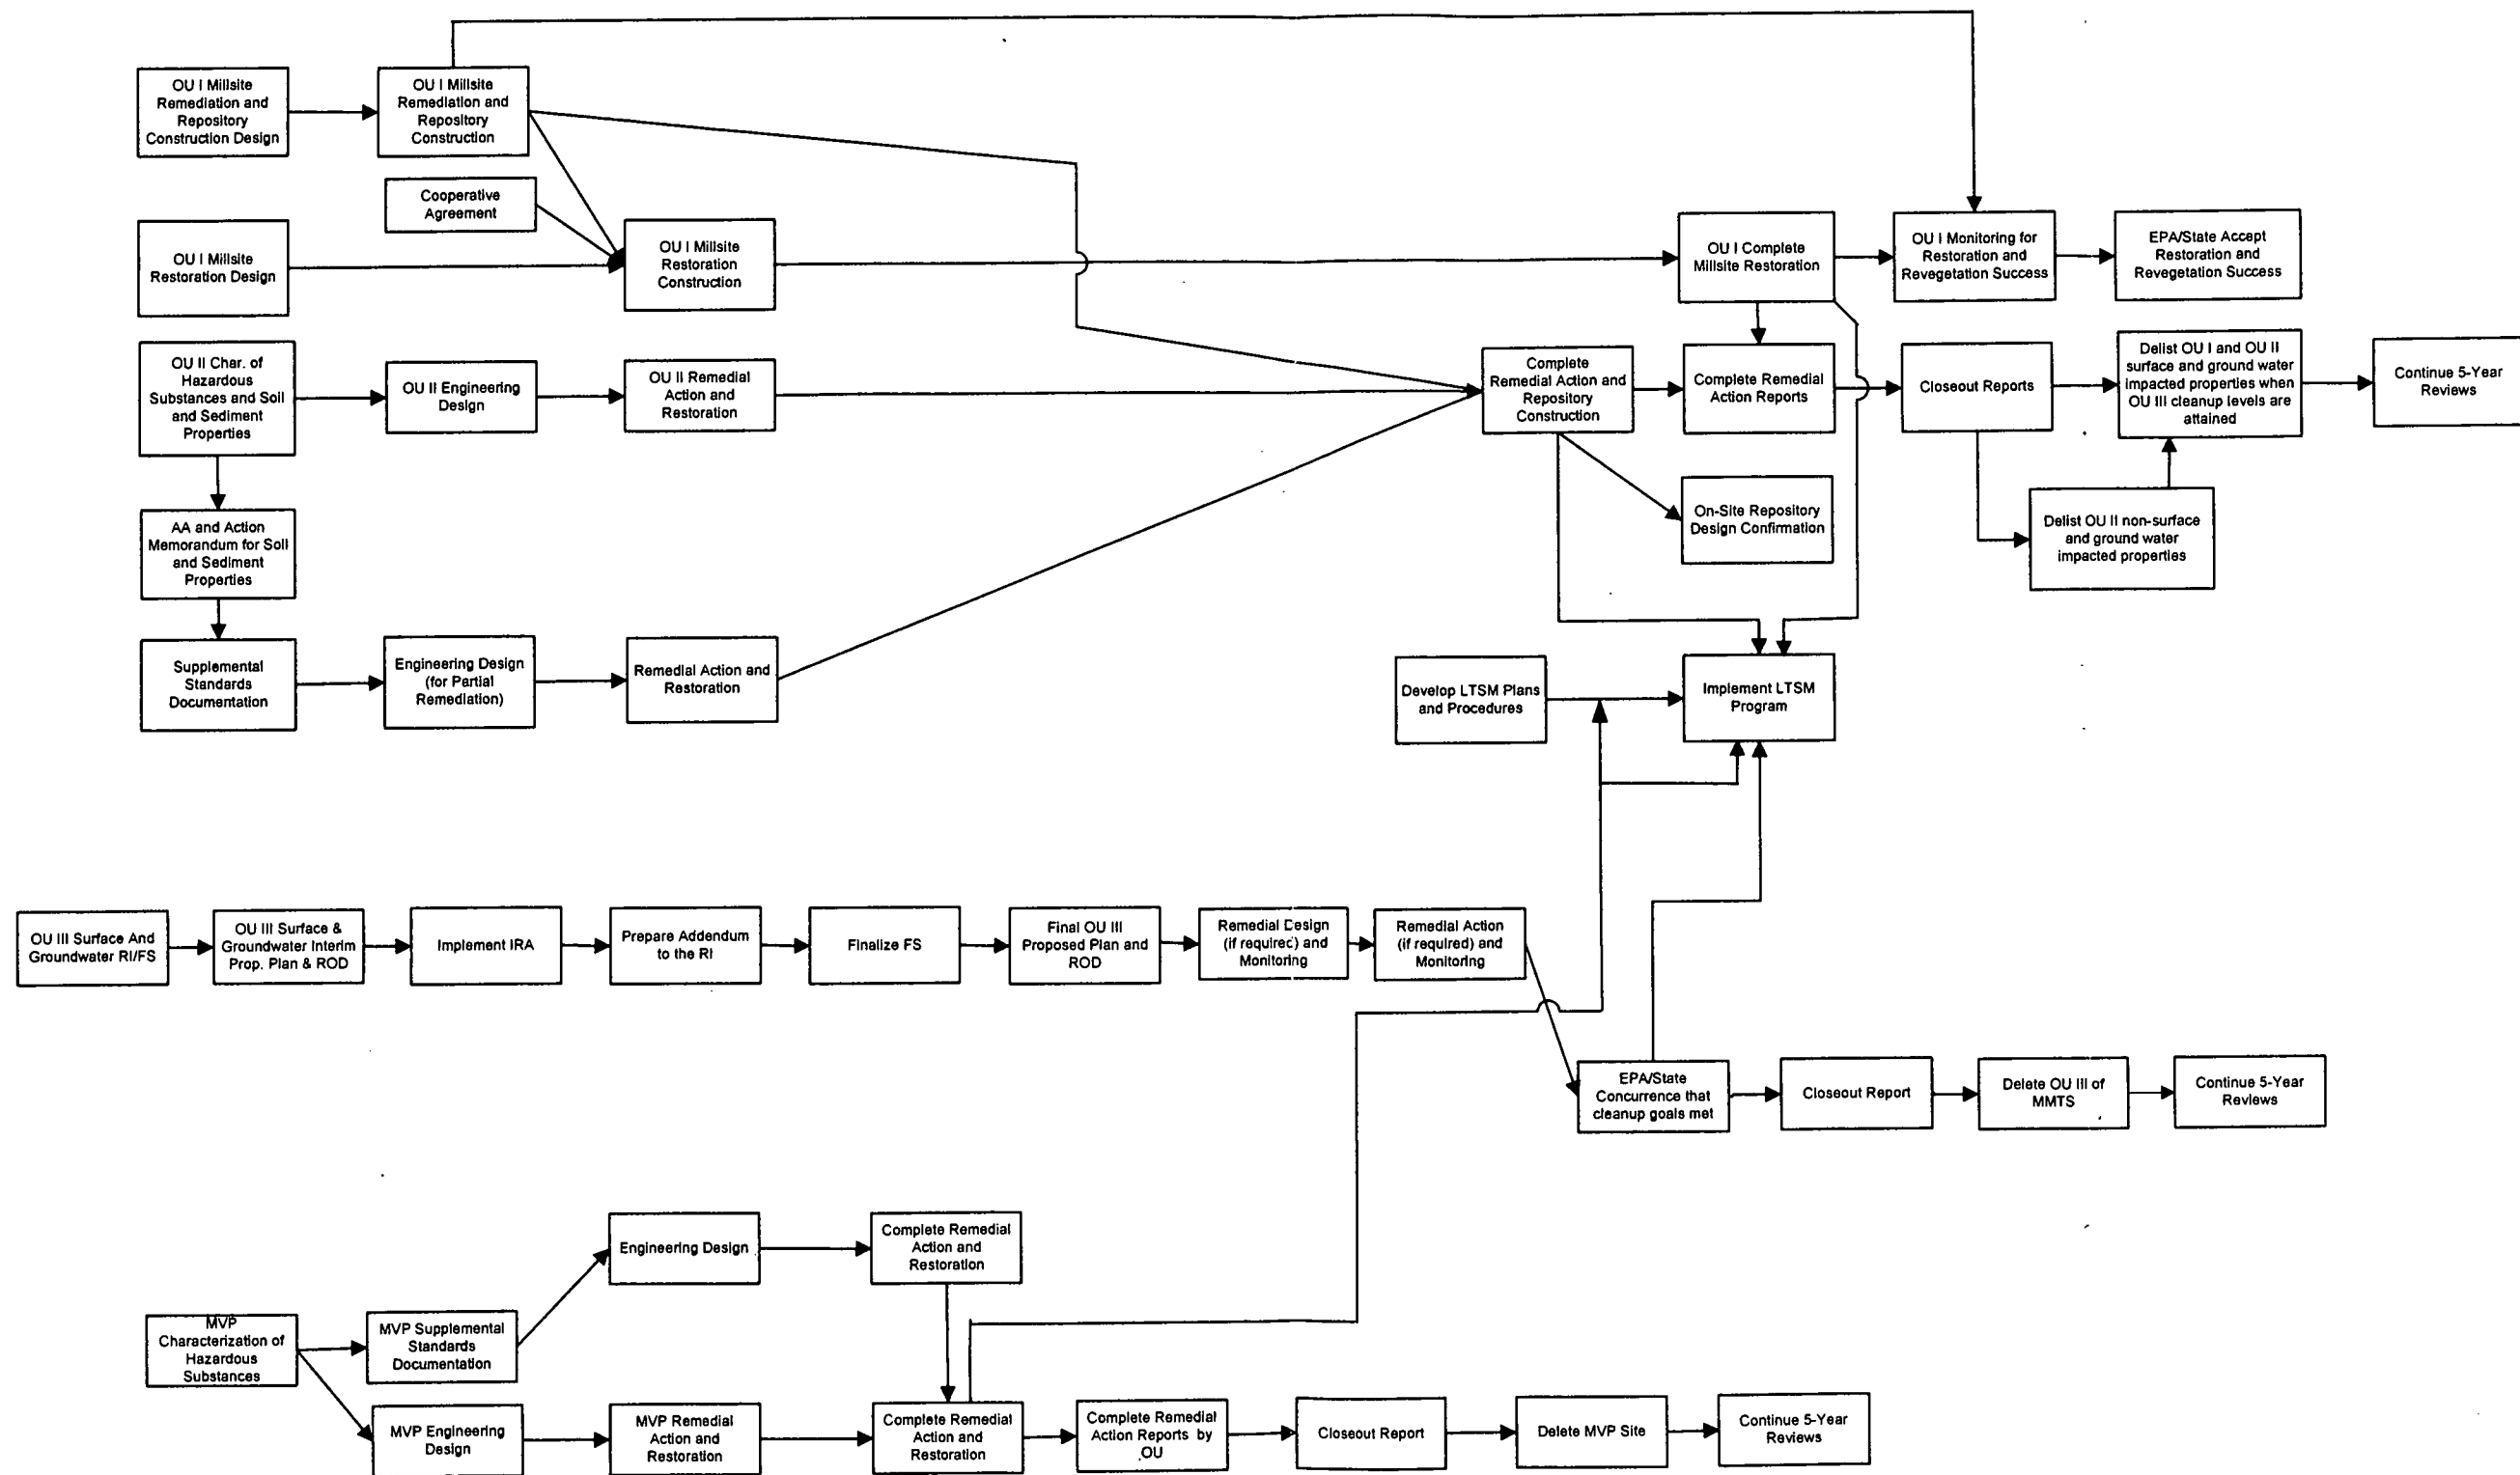 OU I Millsite
Remediation and
Repository
Construction Design
OU I Millsite
Remediation and
Repository
Construction
Cooperative
Agreement
OU I Millsite
Restoration Design
OU I Millsite
Restoration
Construction
OU I Complete
Millsite Restoration
OU I Monitoring for
Restoration and
Revegetation Success
EPA/State Accept
Restoration and
Revegetation Success
OU II Char. of
Hazardous
Substances and Soil
and Sediment
Properties
OU II Engineering
Design
OU II Remedial
Action and
Restoration
Complete
Remedial Action and
Repository
Construction
Complete Remedial
Action Reports
Closeout Reports
Delist OU I and OU II
surface and ground water
impacted properties when
OU III cleanup levels are
attained
Continue 5-Year
Reviews
On-Site Repository
Design Confirmation
Delist OU II non-surface
and ground water
impacted properties
AA and Action
Memorandum for Soil
and Sediment
Properties
Supplemental
Standards
Documentation
Engineering Design
(for Partial
Remediation)
Remedial Action and
Restoration
Develop LTSM Plans
and Procedures
Implement LTSM
Program
OU III Surface And
Groundwater RI/FS
OU III Surface &
Groundwater Interim
Prop. Plan & ROD
Implement IRA
Prepare Addendum
to the RI
Finalize FS
Final OU III
Proposed Plan and
ROD
Remedial Design
(if required) and
Monitoring
Remedial Action
(if required) and
Monitoring
EPA/State
Concurrence that
cleanup goals met
Closeout Report
Delete OU III of
MMTS
Continue 5-Year
Reviews
Engineering Design
Complete Remedial
Action and
Restoration
MVP
Characterization of
Hazardous
Substances
MVP Supplemental
Standards
Documentation
MVP Engineering
Design
MVP Remedial
Action and
Restoration
Complete Remedial
Action and
Restoration
Complete Remedial
Action Reports by
OU
Closeout Report
Delete MVP Site
Continue 5-Year
Reviews